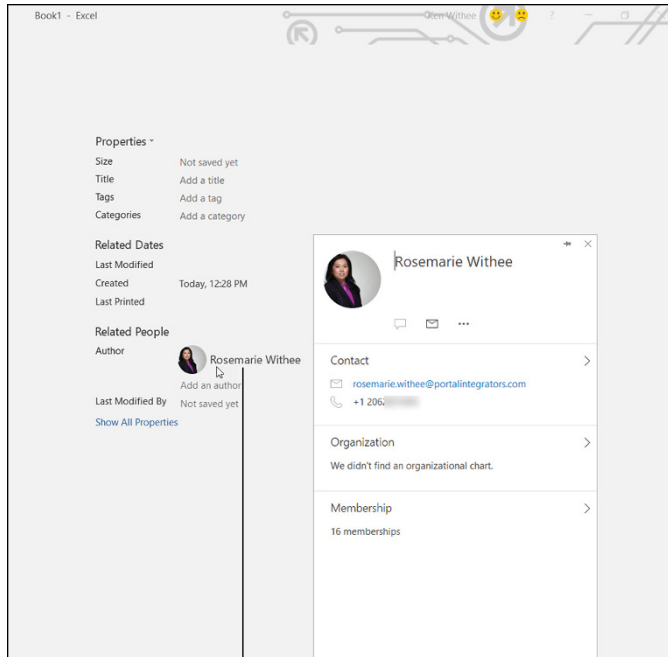 Book1 - Excel
Ken Withee
?
Properties
Size Not saved yet
Title Add a title
Tags Add a tag
Categories Add a category
Related Dates
Last Modified
Created Today, 12:28 PM
Last Printed
Related People
Author Rosemarie Withee
Add an author
Last Modified By Not saved yet
Show All Properties
Rosemarie Withee
Contact
rosemarie.withee@portalintegrators.com
+1 206
Organization
We didn't find an organizational chart.
Membership
16 memberships